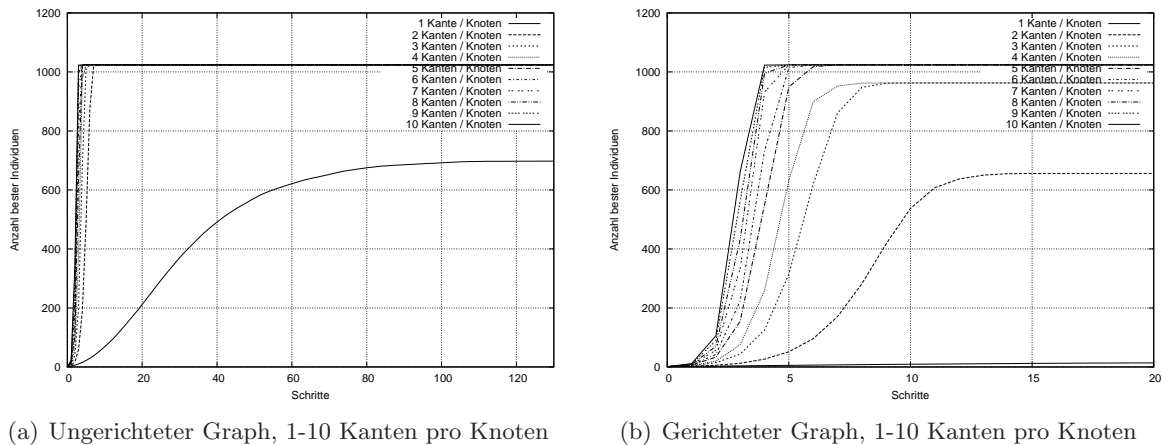 1200
1000
800
600
400
200
0
Anzahl bester Individuen
0 20 40 60 80 100 120
Schritte
1 Kante / Knoten
2 Kanten / Knoten
3 Kanten / Knoten
4 Kanten / Knoten
5 Kanten / Knoten
6 Kanten / Knoten
7 Kanten / Knoten
8 Kanten / Knoten
9 Kanten / Knoten
10 Kanten / Knoten
(a) Ungerichteter Graph, 1-10 Kanten pro Knoten
1200
1000
800
600
400
200
0
Anzahl bester Individuen
0 5 10 15 20
Schritte
1 Kante / Knoten
2 Kanten / Knoten
3 Kanten / Knoten
4 Kanten / Knoten
5 Kanten / Knoten
6 Kanten / Knoten
7 Kanten / Knoten
8 Kanten / Knoten
9 Kanten / Knoten
10 Kanten / Knoten
(b) Gerichteter Graph, 1-10 Kanten pro Knoten